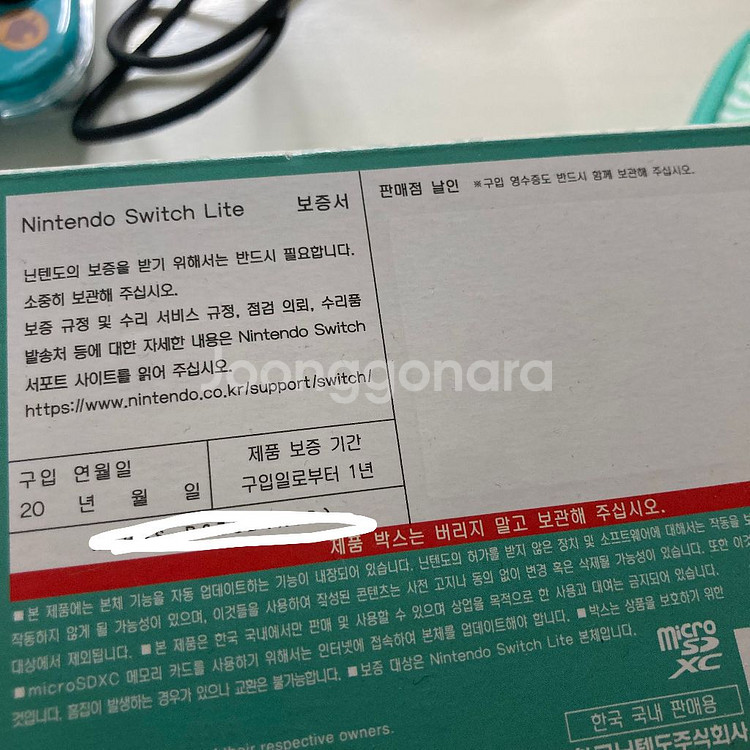 Nintendo Switch Lite 보증서
닌텐도의 보증을 받기 위해서는 반드시 필요합니다.
소중히 보관해 주십시오.
보증 규정 및 수리 서비스 규정, 점검 의뢰, 수리품
발송처 등에 대한 자세한 내용은 Nintendo Switch
서포트 사이트를 읽어 주십시오.
https://www.nintendo.co.kr/support/switch/
구입 연월일
20 년 월 일
제품 보증 기간
구입일로부터 1년
판매점 날인 ※구입 영수증도 반드시 함께 보관해 주십시오.
Joonggonara
제품 박스는 버리지 말고 보관해 주십시오.
■본 제품에는 본체 기능을 자동 업데이트하는 기능이 내장되어 있습니다. 닌텐도의 허가를 받지 않은 장치 및 소프트웨어에 대해서는 작동을 보
작동하지 않게 될 가능성이 있으며, 이것들을 사용하여 작성된 콘텐츠는 사전 고지나 동의 없이 변경 혹은 삭제될 가능성이 있습니다. 또한 이것
대상에서 제외됩니다. ■본 제품은 한국 국내에서만 판매 및 사용할 수 있으며 상업을 목적으로 한 사용과 대여는 금지되어 있습니다.
■microSDXC 메모리 카드를 사용하기 위해서는 인터넷에 접속하여 본체를 업데이트해야 합니다. ■박스는 상품을 보호하기 위한
것입니다. 흠집이 발생하는 경우가 있으나 교환은 불가능합니다. ■보증 대상은 Nintendo Switch Lite 본체입니다.
micro SD XC
한국 국내 판매용
their respective owners.
한국닌텐도주식회사